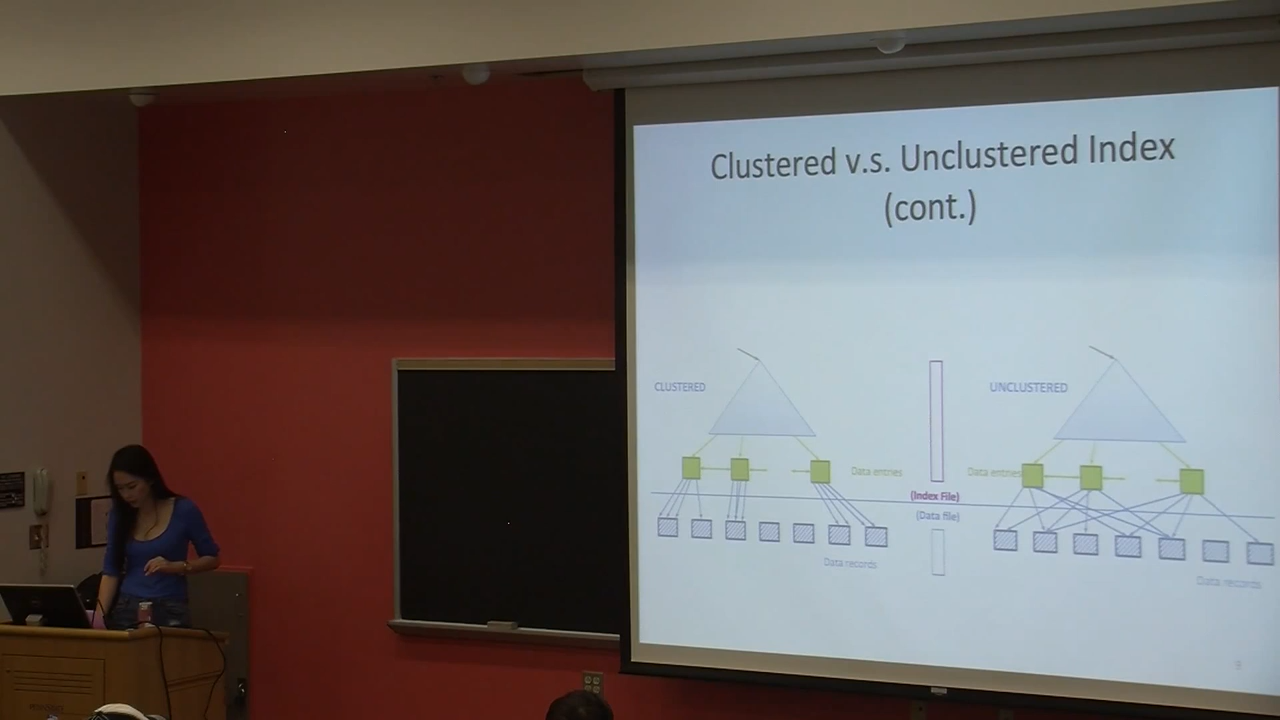 Clustered v.s. Unclustered Index
(cont.)
CLUSTERED
UNCLUSTERED
Data entries
Data entries
(Index File)
(Data file)
Data records
Data records